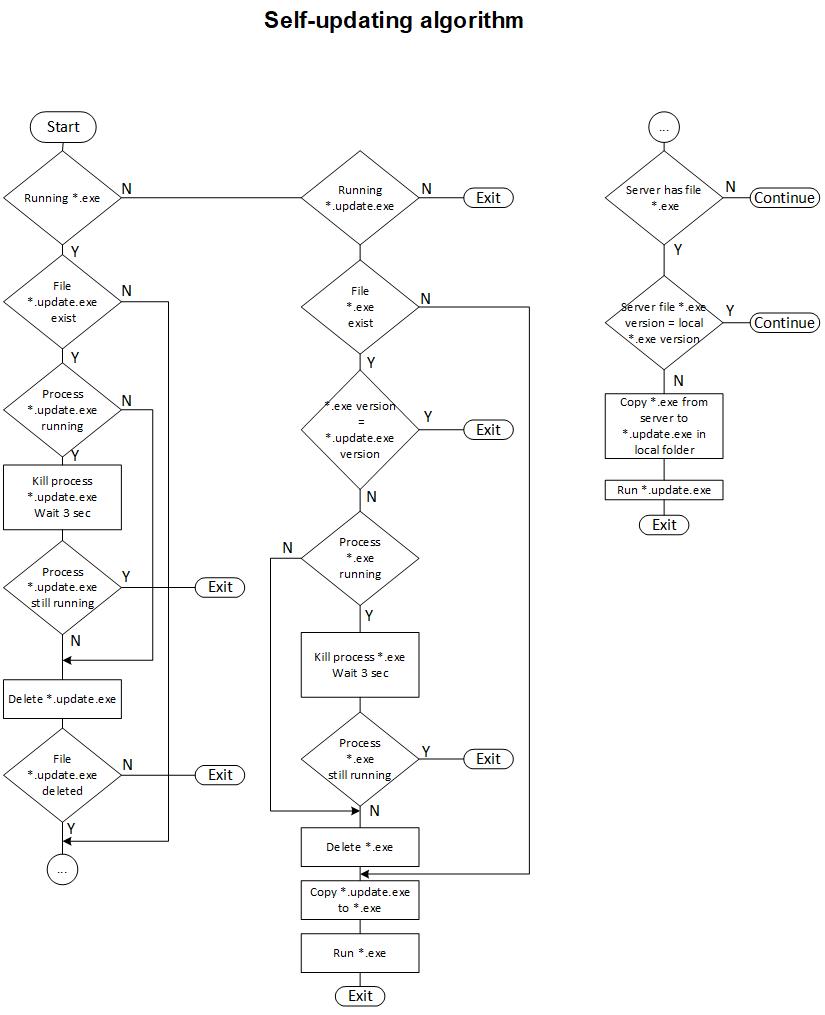 Self-updating algorithm
Start
Running *.exe
N
Y
File
*.update.exe
exist
N
Y
Process
*.update.exe
running
N
Y
Kill process
*.update.exe
Wait 3 sec
Process
*.update.exe
still running
Y
Exit
N
Delete *.update.exe
File
*.update.exe
deleted
N
Exit
Y
...
Running
*.update.exe
N
Exit
File
*.exe
exist
N
Y
*.exe version
=
*.update.exe
version
Y
Exit
N
Process
*.exe
running
N
Y
Kill process *.exe
Wait 3 sec
Process
*.exe
still running
Y
Exit
N
Delete *.exe
Copy *.update.exe
to *.exe
Run *.exe
Exit
...
Server has file
*.exe
N
Continue
Y
Server file *.exe
version = local
*.exe version
Y
Continue
N
Copy *.exe from
server to
*.update.exe in
local folder
Run *.update.exe
Exit